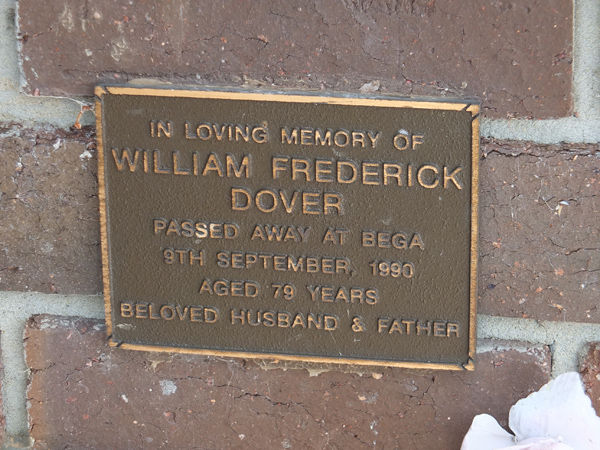 IN LOVING MEMORY OF
WILLIAM FREDERICK
DOVER
PASSED AWAY AT BEGA
9TH SEPTEMBER, 1990
AGED 79 YEARS
BELOVED HUSBAND & FATHER